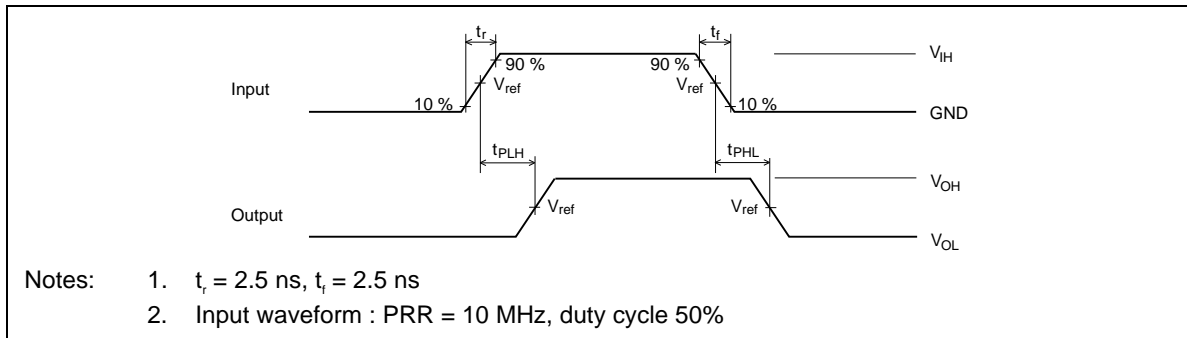 tr tf
90 % 90 % VIH
Input Vref Vref
10 % 10 % GND
tPLH tPHL
VOH
Output Vref Vref
VOL
Notes: 1. tr = 2.5 ns, tf = 2.5 ns
2. Input waveform : PRR = 10 MHz, duty cycle 50%